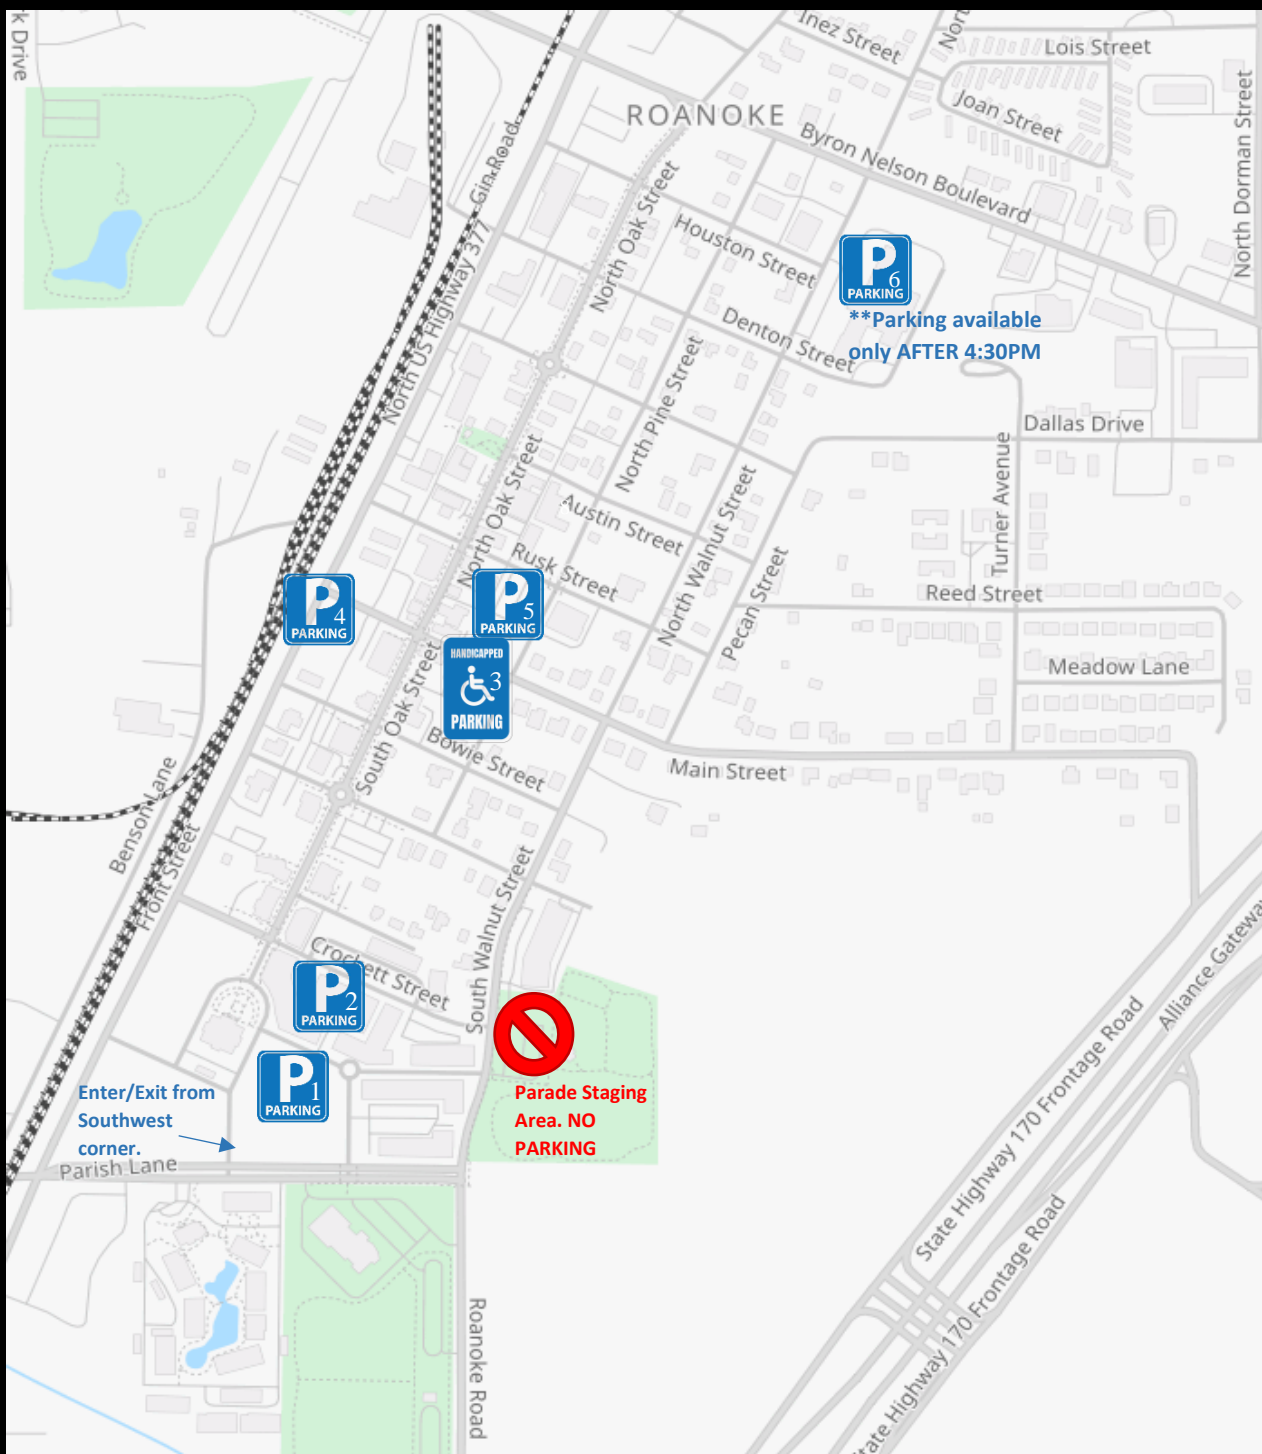 k Drive
Inez Street
Nort
Lois Street
Joan Street
North Dorman Street
ROANOKE
Byron Nelson Boulevard
Gin Road
North Oak Street
Houston Street
North US Highway 377
P 6
PARKING
**Parking available
only AFTER 4:30PM
Denton Street
North Pine Street
Dallas Drive
Turner Avenue
North Oak Street
Austin Street
North Walnut Street
Rusk Street
Pecan Street
Reed Street
P 4
PARKING
P 5
PARKING
HANDICAPPED
3
PARKING
Meadow Lane
South Oak Street
Bowie Street
Main Street
Benson Lane
Front Street
South Walnut Street
Crockett Street
P 2
PARKING
Alliance Gateway
State Highway 170 Frontage Road
P 1
PARKING
Enter/Exit from
Southwest
corner.
Parade Staging
Area. NO
PARKING
Parish Lane
Roanoke Road
State Highway 170 Frontage Road